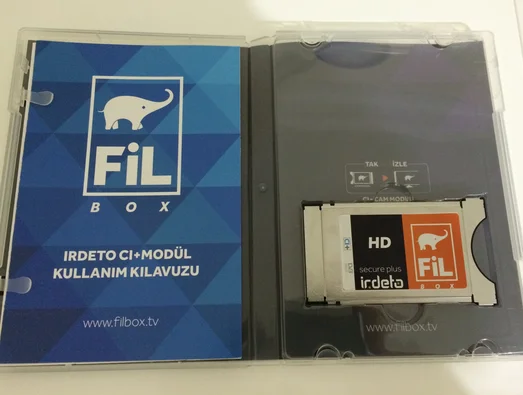 FiL
BOX
IRDETO CI+MODÜL
KULLANIM KILAVUZU
www.filbox.tv
TAK
İZLE
CI+ CAM MODÜL
HD
secure plus
irdeto
FiL
BOX
www.filbox.tv